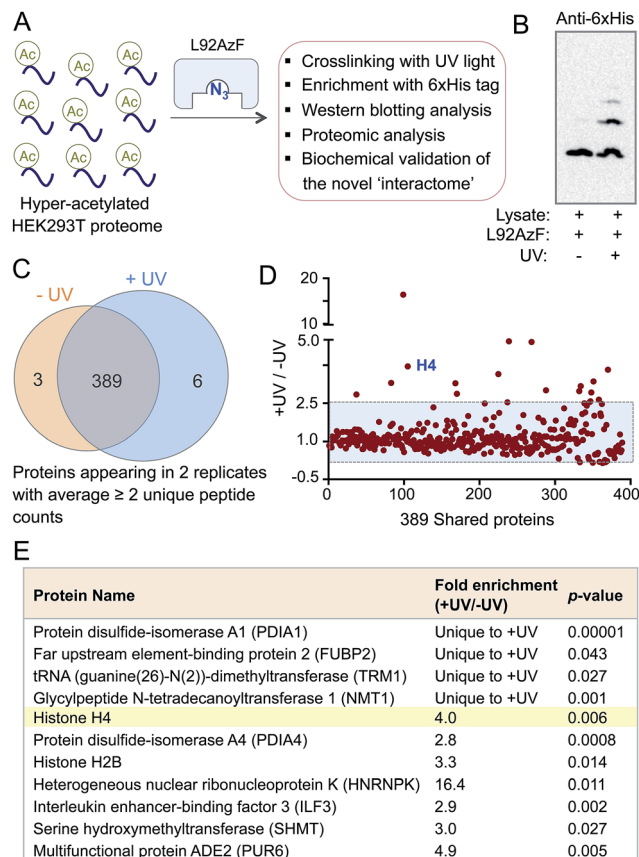 A
Ac
Ac
Ac
Ac
Ac
Ac
Ac
Ac
Ac
Hyper-acetylated
HEK293T proteome
L92AzF
N3
▪ Crosslinking with UV light
▪ Enrichment with 6xHis tag
▪ Western blotting analysis
▪ Proteomic analysis
▪ Biochemical validation of
the novel ‘interactome’
B
Anti-6xHis
Lysate: + +
L92AzF: + +
UV: - +
C
- UV
+ UV
3
389
6
Proteins appearing in 2 replicates
with average ≥ 2 unique peptide
counts
D
+UV / -UV
20
10
5.0
2.5
1.0
-0.5
H4
0 100 200 300 400
389 Shared proteins
E
Protein Name Fold enrichment (+UV/-UV) p-value
Protein disulfide-isomerase A1 (PDIA1) Unique to +UV 0.00001
Far upstream element-binding protein 2 (FUBP2) Unique to +UV 0.043
tRNA (guanine(26)-N(2))-dimethyltransferase (TRM1) Unique to +UV 0.027
Glycylpeptide N-tetradecanoyltransferase 1 (NMT1) Unique to +UV 0.001
Histone H4 4.0 0.006
Protein disulfide-isomerase A4 (PDIA4) 2.8 0.0008
Histone H2B 3.3 0.014
Heterogeneous nuclear ribonucleoprotein K (HNRNPK) 16.4 0.011
Interleukin enhancer-binding factor 3 (ILF3) 2.9 0.002
Serine hydroxymethyltransferase (SHMT) 3.0 0.027
Multifunctional protein ADE2 (PUR6) 4.9 0.005